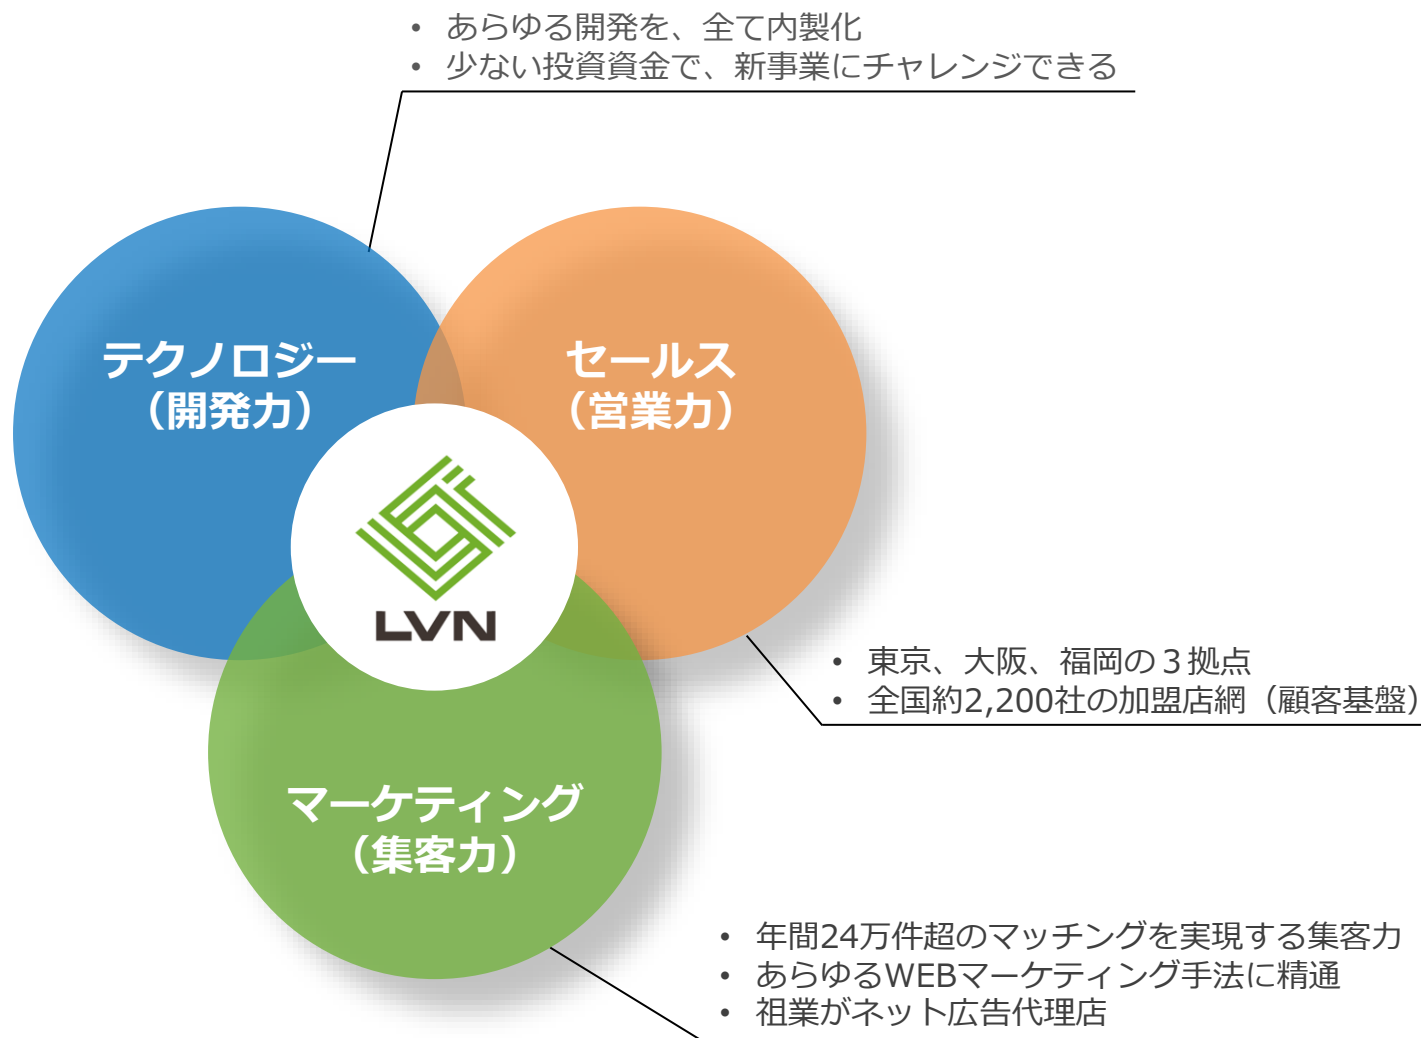 • あらゆる開発を、全て内製化
• 少ない投資資金で、新事業にチャレンジできる
テクノロジー
（開発力）
セールス
（営業力）
LVN
• 東京、大阪、福岡の３拠点
• 全国約2,200社の加盟店網（顧客基盤）
マーケティング
（集客力）
• 年間24万件超のマッチングを実現する集客力
• あらゆるWEBマーケティング手法に精通
• 祖業がネット広告代理店